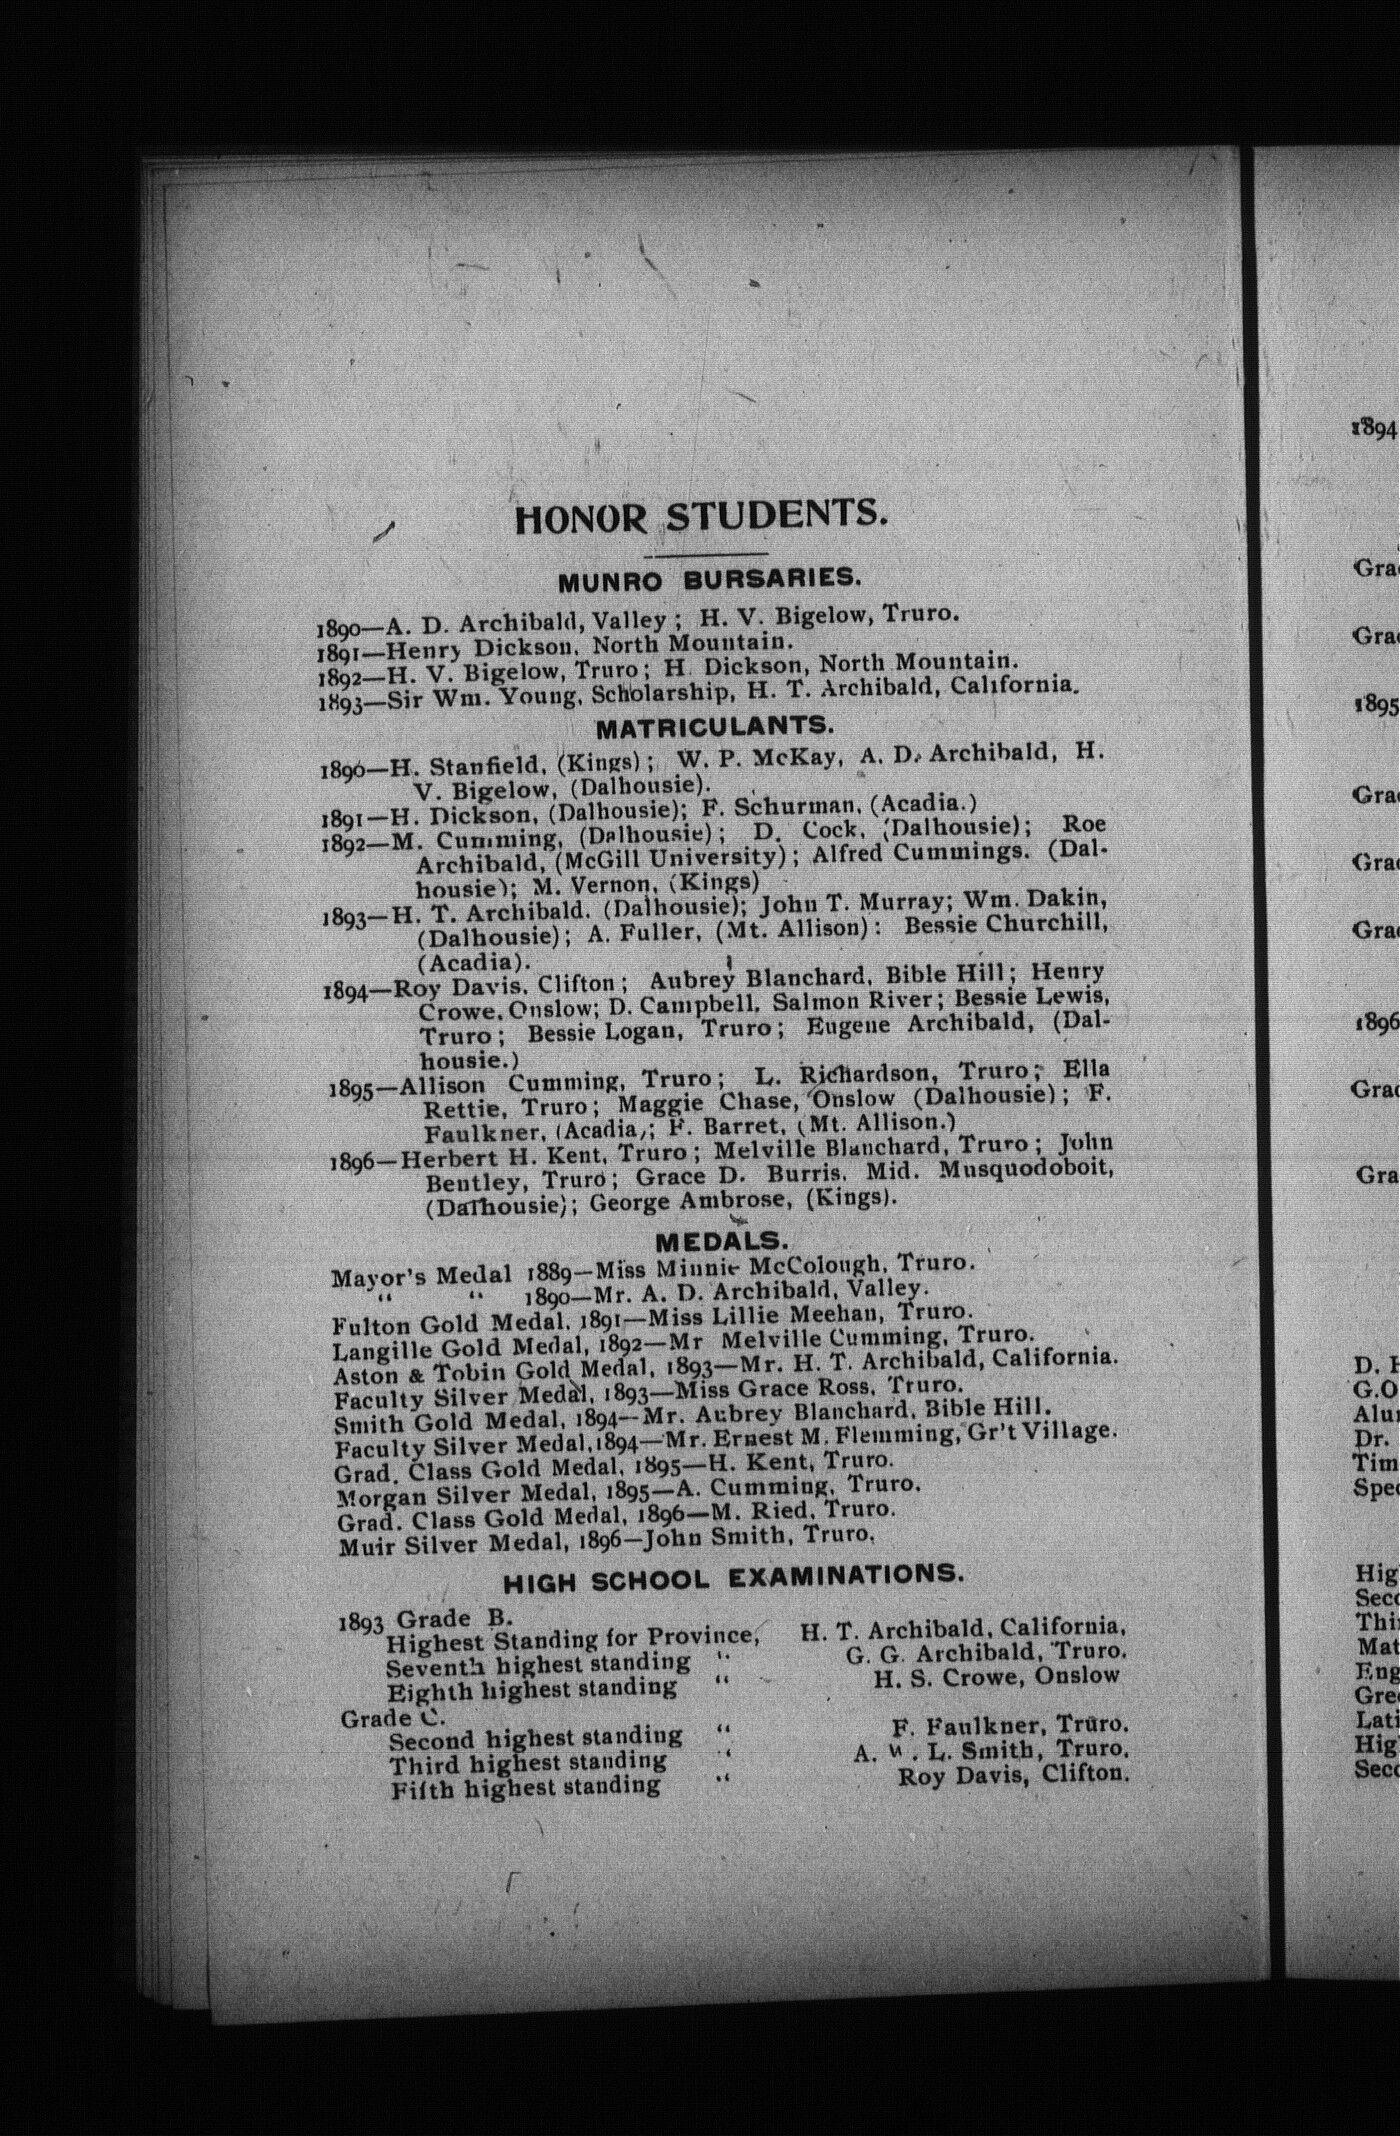 HONOR STUDENTS.
MUNRO BURSARIES.
1890—A. D. Archibald, Valley ; H. V. Bigelow, Truro.
1891—Henry Dickson, North Mountain.
1892—H. V. Bigelow, Truro ; H. Dickson, North Mountain.
1893—Sir Wm. Young, Scholarship, H. T. Archibald, California.
MATRICULANTS.
1890—H. Stanfield, (Kings) ; W. P. McKay, A. D. Archibald, H.
V. Bigelow, (Dalhousie).
1891—H. Dickson, (Dalhousie); F. Schurman, (Acadia.)
1892—M. Cumming, (Dalhousie) ; D. Cock, (Dalhousie) ; Roe
Archibald, (McGill University) ; Alfred Cummings. (Dal-
housie); M. Vernon, (Kings)
1893—H. T. Archibald. (Dalhousie); John T. Murray; Wm. Dakin,
(Dalhousie) ; A. Fuller, (Mt. Allison) : Bessie Churchill,
(Acadia).
1894—Roy Davis, Clifton ; Aubrey Blanchard, Bible Hill ; Henry
Crowe, Onslow; D. Campbell, Salmon River ; Bessie Lewis,
Truro ; Bessie Logan, Truro ; Eugene Archibald, (Dal-
housie.)
1895—Allison Cumming, Truro ; L. Richardson, Truro ; Ella
Rettie, Truro ; Maggie Chase, Onslow (Dalhousie) ; F.
Faulkner, (Acadia,; F. Barret, (Mt. Allison.)
1896—Herbert H. Kent, Truro ; Melville Blanchard, Truro ; John
Bentley, Truro ; Grace D. Burris, Mid. Musquodoboit,
(Dalhousie) ; George Ambrose, (Kings).
MEDALS.
Mayor's Medal 1889—Miss Minnie McColough, Truro.
“ “ 1890—Mr. A. D. Archibald, Valley.
Fulton Gold Medal, 1891—Miss Lillie Meehan, Truro.
Langille Gold Medal, 1892—Mr Melville Cumming, Truro.
Aston & Tobin Gold Medal, 1893—Mr. H. T. Archibald, California.
Faculty Silver Medal, 1893—Miss Grace Ross, Truro.
Smith Gold Medal, 1894—Mr. Aubrey Blanchard, Bible Hill.
Faculty Silver Medal, 1894—Mr. Ernest M. Flemming, Gr't Village.
Grad. Class Gold Medal, 1895—H. Kent, Truro.
Morgan Silver Medal, 1895—A. Cumming, Truro.
Grad. Class Gold Medal, 1896—M. Ried, Truro.
Muir Silver Medal, 1896—John Smith, Truro.
HIGH SCHOOL EXAMINATIONS.
1893 Grade B.
Highest Standing for Province, H. T. Archibald, California,
Seventh highest standing “ G. G. Archibald, Truro.
Eighth highest standing “ H. S. Crowe, Onslow
Grade C.
Second highest standing “ F. Faulkner, Truro.
Third highest standing “ A. W. L. Smith, Truro.
Fifth highest standing “ Roy Davis, Clifton.
1894
1895
1896
D.
G.O
Dr.